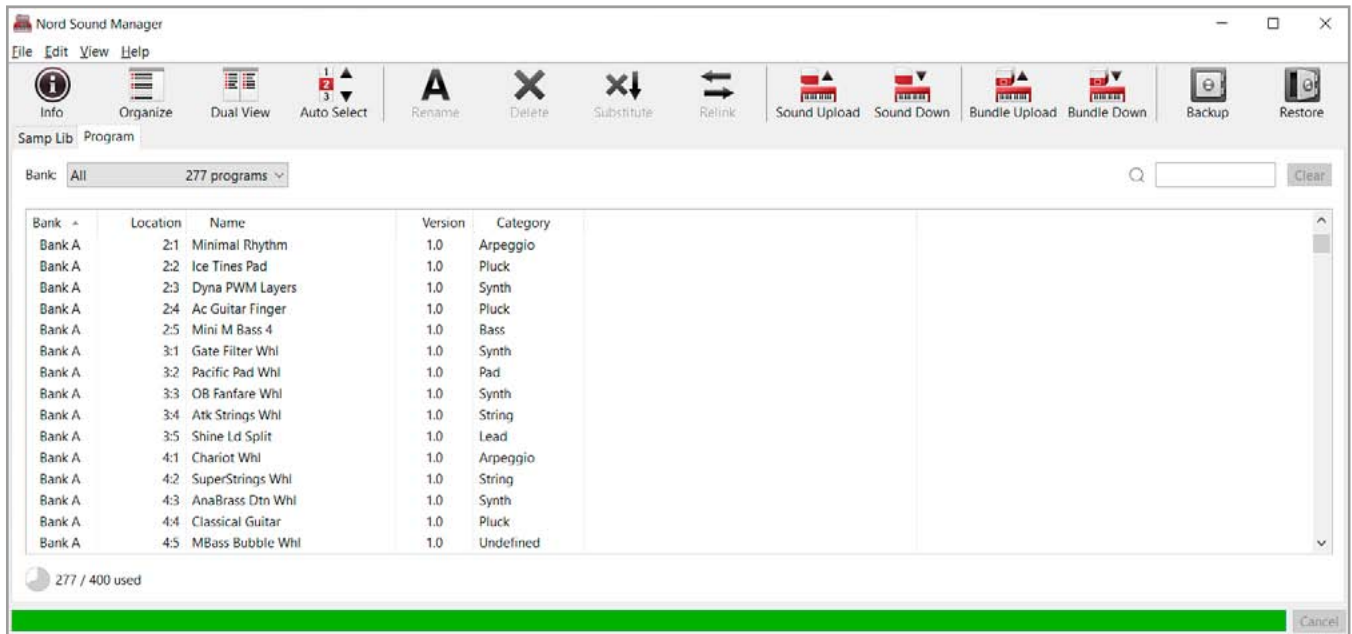 Nord Sound Manager
File Edit View Help
1
2
3
Info Organize Dual View Auto Select Rename Delete Substitute Relink Sound Upload Sound Down Bundle Upload Bundle Down Backup Restore
Samp Lib Program
Bank: All 277 programs Clear
Bank Location Name Version Category
Bank A 2:1 Minimal Rhythm 1.0 Arpeggio
Bank A 2:2 Ice Tines Pad 1.0 Pluck
Bank A 2:3 Dyna PWM Layers 1.0 Synth
Bank A 2:4 Ac Guitar Finger 1.0 Pluck
Bank A 2:5 Mini M Bass 4 1.0 Bass
Bank A 3:1 Gate Filter Whl 1.0 Synth
Bank A 3:2 Pacific Pad Whl 1.0 Pad
Bank A 3:3 OB Fanfare Whl 1.0 Synth
Bank A 3:4 Atk Strings Whl 1.0 String
Bank A 3:5 Shine Ld Split 1.0 Lead
Bank A 4:1 Chariot Whl 1.0 Arpeggio
Bank A 4:2 SuperStrings Whl 1.0 String
Bank A 4:3 AnaBrass Dtn Whl 1.0 Synth
Bank A 4:4 Classical Guitar 1.0 Pluck
Bank A 4:5 MBass Bubble Whl 1.0 Undefined
277 / 400 used
Cancel